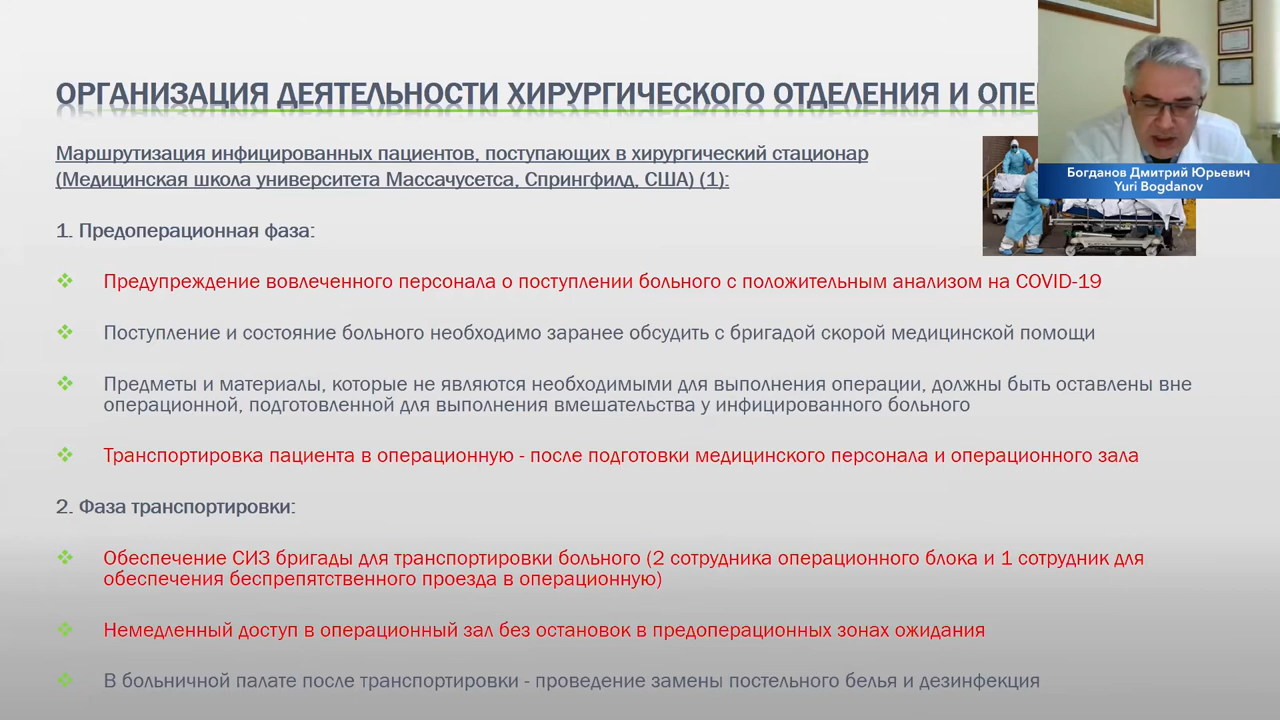 ОРГАНИЗАЦИЯ ДЕЯТЕЛЬНОСТИ ХИРУРГИЧЕСКОГО ОТДЕЛЕНИЯ И
Богданов Дмитрий Юрьевич
Yuri Bogdanov
Маршрутизация инфицированных пациентов, поступающих в хирургический стационар
(Медицинская школа университета Массачусетса, Спрингфилд, США) (1):
1. Предоперационная фаза:
Предупреждение вовлеченного персонала о поступлении больного с положительным анализом на COVID-19
Поступление и состояние больного необходимо заранее обсудить с бригадой скорой медицинской помощи
Предметы и материалы, которые не являются необходимыми для выполнения операции, должны быть оставлены вне
операционной, подготовленной для выполнения вмешательства у инфицированного больного
Транспортировка пациента в операционную - после подготовки медицинского персонала и операционного зала
2. Фаза транспортировки:
Обеспечение СИЗ бригады для транспортировки больного (2 сотрудника операционного блока и 1 сотрудник для
обеспечения беспрепятственного проезда в операционную)
Немедленный доступ в операционный зал без остановок в предоперационных зонах ожидания
В больничной палате после транспортировки - проведение замены постельного белья и дезинфекция